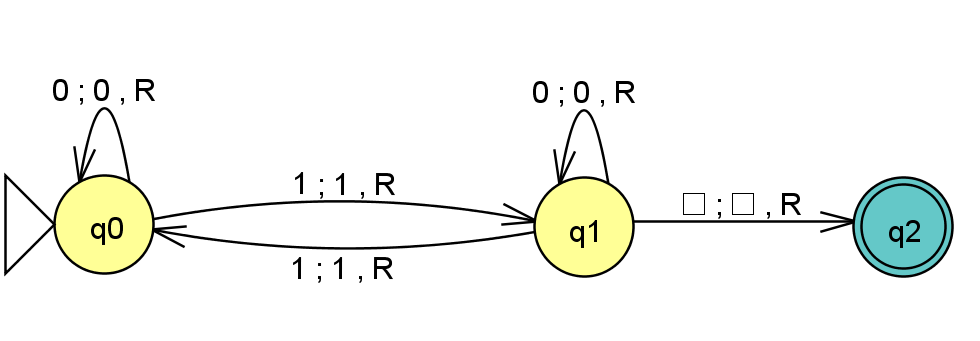 0 ; 0 , R
0 ; 0 , R
1 ; 1 , R
□ ; □ , R
q0
q1
q2
1 ; 1 , R